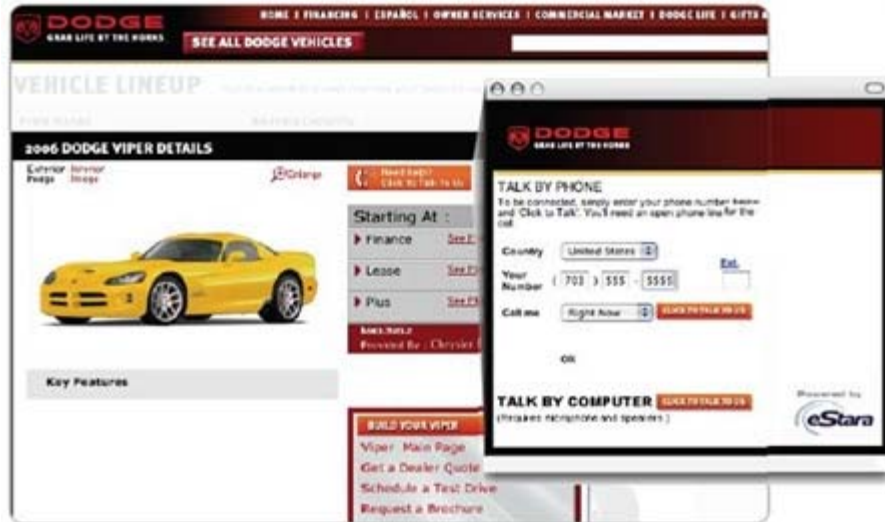 DODGE
GRAB LIFE BY THE HORNS
HOME | FINANCING | ESPAÑOL | OWNER SERVICES | COMMERCIAL MARKET | DODGE LIFE | GIFTS &
SEE ALL DODGE VEHICLES
VEHICLE LINEUP
2006 DODGE VIPER DETAILS
Exterior Image
Interior Image
Enlarge
Need Help?
Click To Talk To Us
Starting At :
Finance See
Lease See
Plus See
Provided By : Chrysler
Key Features
BUILD YOUR VIPER
Viper Main Page
Get a Dealer Quote
Schedule a Test Drive
Request a Brochure
DODGE
GRAB LIFE BY THE HORNS
TALK BY PHONE
To be connected, simply enter your phone number below
and 'Click to Talk'. You'll need an open phone line for the
call
Country United States
Ext.
Your Number ( 703 ) 555 - 5555
Call me Right Now CLICK TO TALK TO US
OR
TALK BY COMPUTER CLICK TO TALK TO US
(Requires microphone and speakers.)
Powered by
eStara